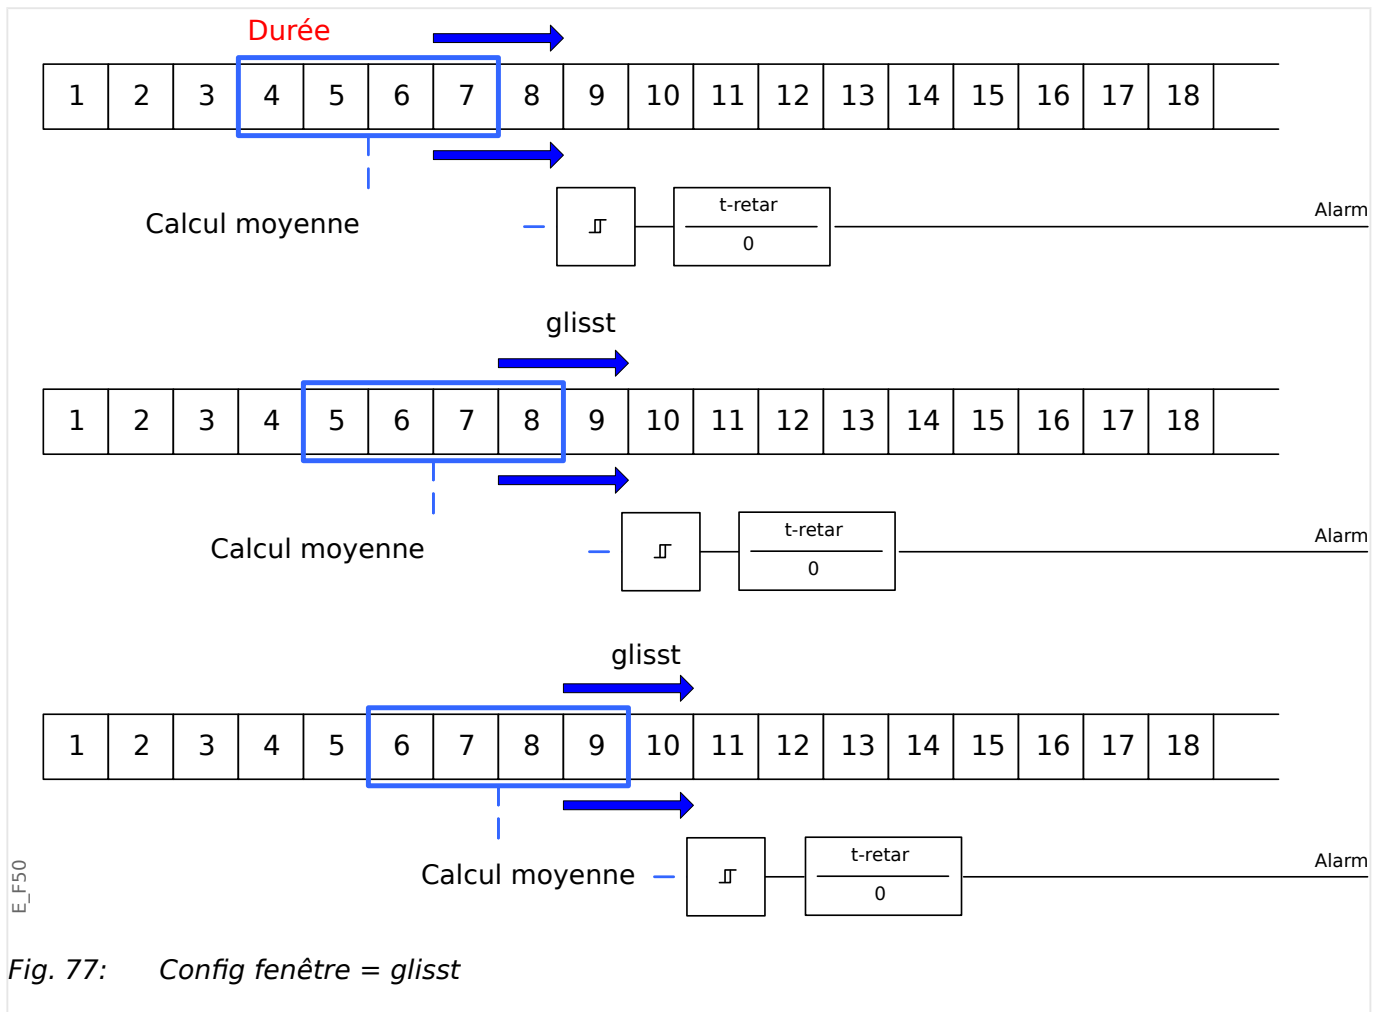 Durée
1 2 3 4 5 6 7 8 9 10 11 12 13 14 15 16 17 18
Calcul moyenne
t-retar
0
Alarm
glisst
1 2 3 4 5 6 7 8 9 10 11 12 13 14 15 16 17 18
Calcul moyenne
t-retar
0
Alarm
glisst
1 2 3 4 5 6 7 8 9 10 11 12 13 14 15 16 17 18
Calcul moyenne
t-retar
0
Alarm
E_F50
Fig. 77: Config fenêtre = glisst